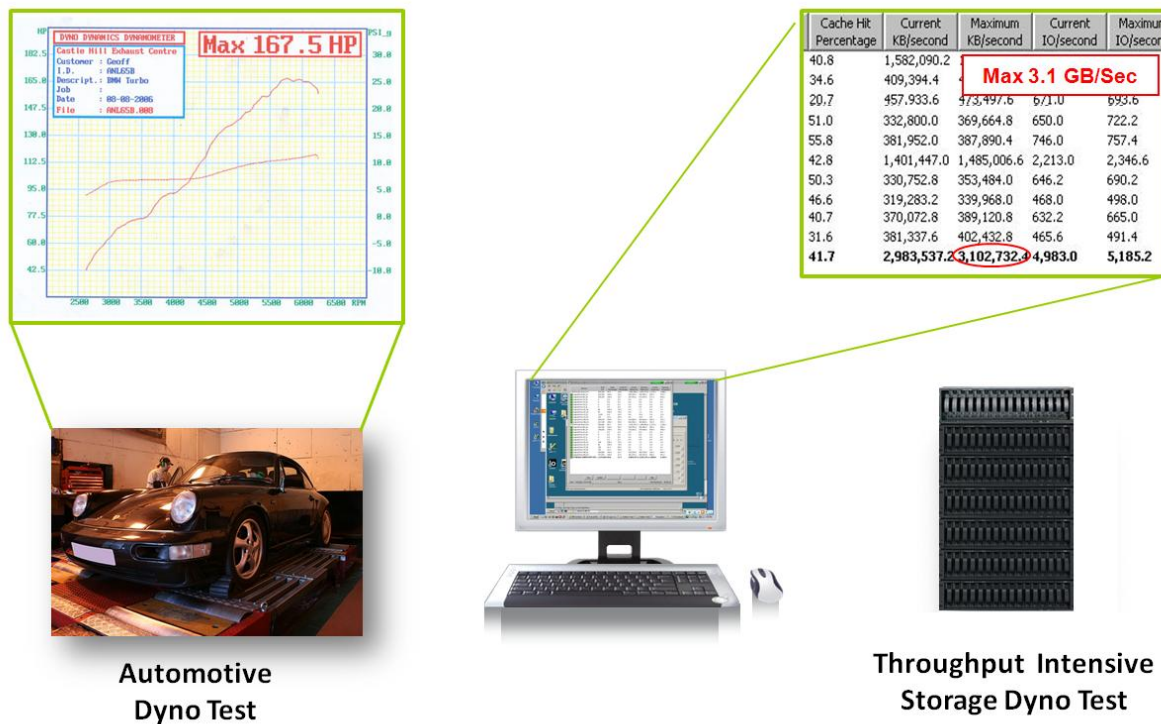 HP
DYNO DYNAMICS DYNAMOMETER
Castle Hill Exhaust Centre
Customer : Geoff
I.D. : ANL65B
Descript.: BMW Turbo
Job :
Date : 08-08-2006
File : ANL65B.008
Max 167.5 HP
182.5
165.0
147.5
130.0
112.5
95.0
77.5
60.0
42.5
30.0
25.0
20.0
15.0
10.0
5.0
0.0
-5.0
-10.0
2500 3000 3500 4000 4500 5000 5500 6000 6500 RPM
Cache Hit Current Maximum Current Maximum
Percentage KB/second KB/second IO/second
40.8 1,582,090.2
34.6 409,394.4
Max 3.1 GB/Sec
20.7 457,933.6 473,497.6 671.0 693.6
51.0 332,800.0 369,664.8 650.0 722.2
55.8 381,952.0 387,890.4 746.0 757.4
42.8 1,401,447.0 1,485,006.6 2,213.0 2,346.6
50.3 330,752.8 353,484.0 646.2 690.2
46.6 319,283.2 339,968.0 468.0 498.0
40.7 370,072.8 389,120.8 632.2 665.0
31.6 381,337.6 402,432.8 465.6 491.4
41.7 2,983,537.2 3,102,732.4 4,983.0 5,185.2
Automotive
Dyno Test
Throughput Intensive
Storage Dyno Test